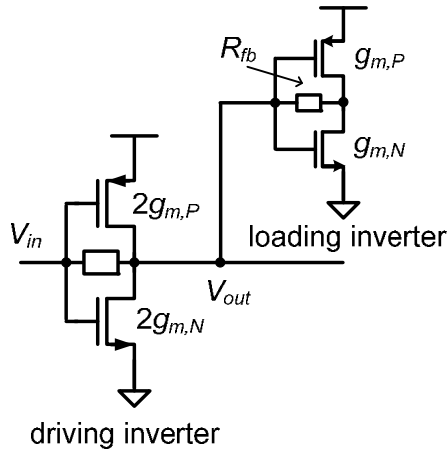 R_fb
g_m,P
g_m,N
loading inverter
2g_m,P
V_in
V_out
2g_m,N
driving inverter